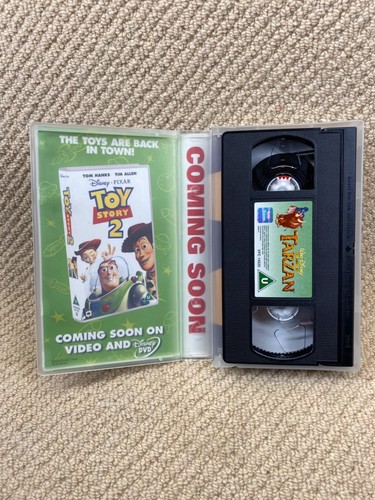 THE TOYS ARE BACK
IN TOWN!
TOM HANKS TIM ALLEN
Disney · PIXAR
TOY
STORY
2
COMING SOON ON
VIDEO AND Disney
DVD
COMING SOON
Walt Disney
TARZAN
U